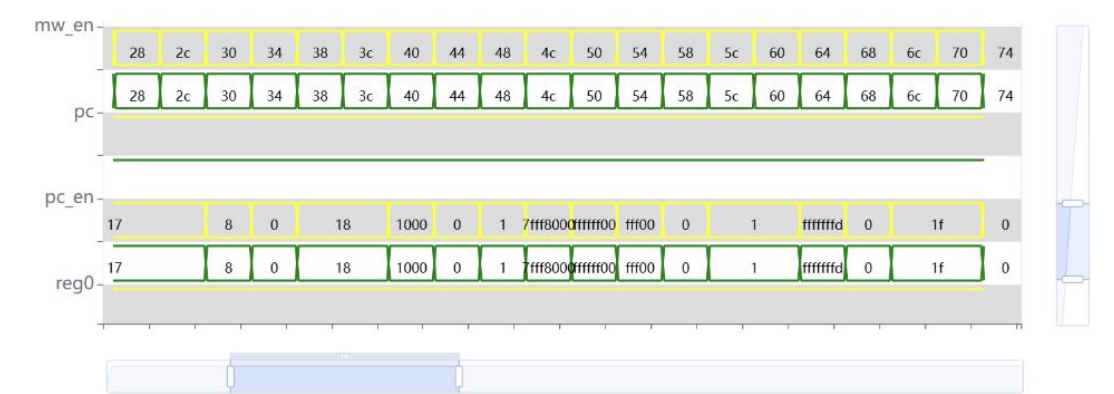 mw_en
28 2c 30 34 38 3c 40 44 48 4c 50 54 58 5c 60 64 68 6c 70 74
28 2c 30 34 38 3c 40 44 48 4c 50 54 58 5c 60 64 68 6c 70 74
pc
pc_en
17 8 0 18 1000 0 1 7fff8000 ffffff00 fff00 0 1 fffffffd 0 1f 0
17 8 0 18 1000 0 1 7fff8000 ffffff00 fff00 0 1 fffffffd 0 1f 0
reg0